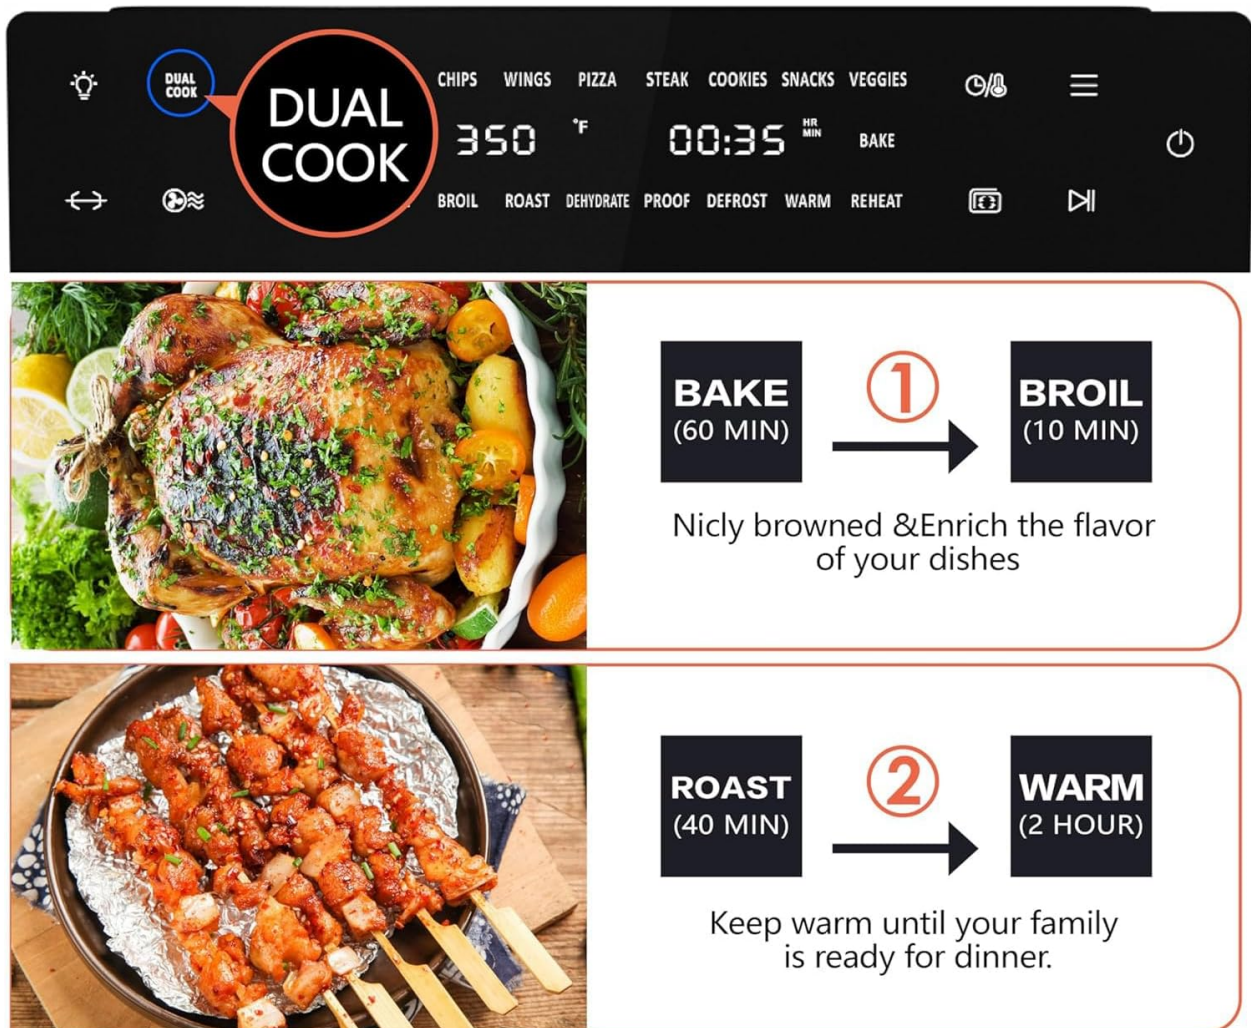 DUAL
COOK
DUAL
COOK
CHIPS WINGS PIZZA STEAK COOKIES SNACKS VEGGIES
350 °F 00:35 HR
MIN BAKE
BROIL ROAST DEHYDRATE PROOF DEFROST WARM REHEAT
BAKE
(60 MIN)
1
BROIL
(10 MIN)
Nicly browned &Enrich the flavor
of your dishes
ROAST
(40 MIN)
2
WARM
(2 HOUR)
Keep warm until your family
is ready for dinner.